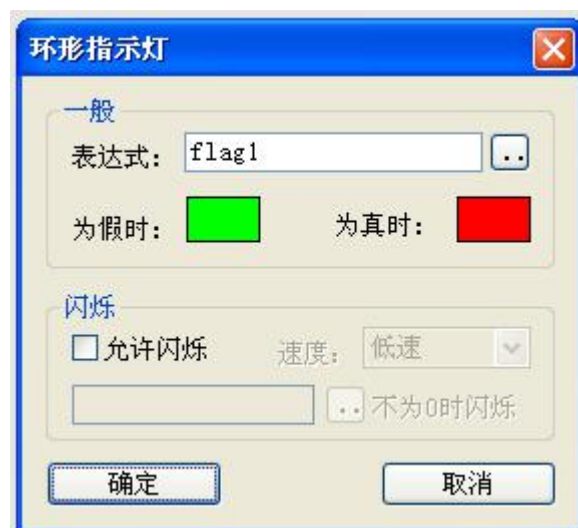 环形指示灯
一般
表达式： flag1 ..
为假时： 为真时：
闪烁
允许闪烁 速度： 低速
.. 不为0时闪烁
确定 取消